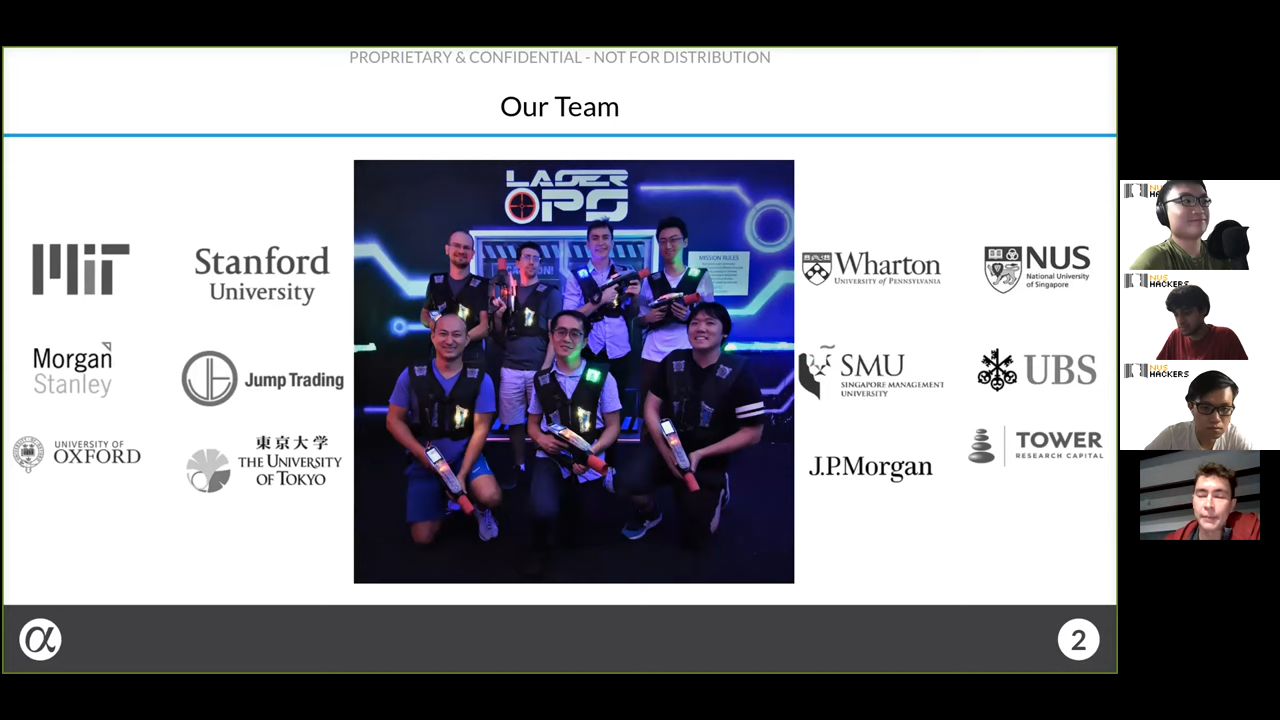 PROPRIETARY & CONFIDENTIAL - NOT FOR DISTRIBUTION
Our Team
MIT
Stanford
University
Morgan
Stanley
Jump Trading
UNIVERSITY OF
OXFORD
東京大学
THE UNIVERSITY
OF TOKYO
LASER
OPS
MISSION RULES
Wharton
UNIVERSITY of PENNSYLVANIA
NUS
National University
of Singapore
SMU
SINGAPORE MANAGEMENT
UNIVERSITY
UBS
J.P.Morgan
TOWER
RESEARCH CAPITAL
α
2
NUS
HACKERS
NUS
HACKERS